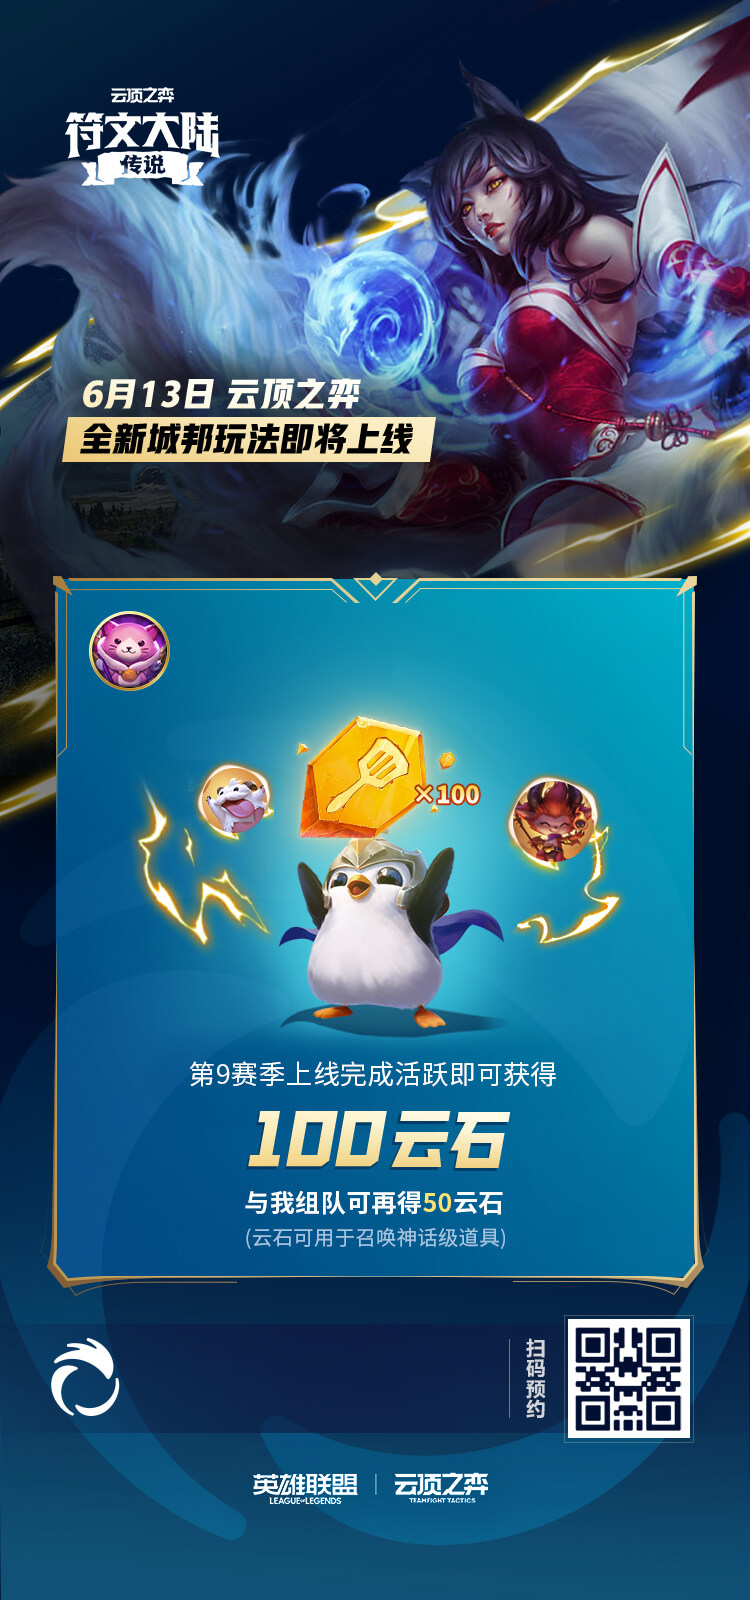 云顶之弈
符文大陆
传说
6月13日 云顶之弈
全新城邦玩法即将上线
×100
第9赛季上线完成活跃即可获得
100云石
与我组队可再得50云石
(云石可用于召唤神话级道具)
扫码预约
英雄联盟 云顶之弈
LEAGUE OF LEGENDS TEAMFIGHT TACTICS